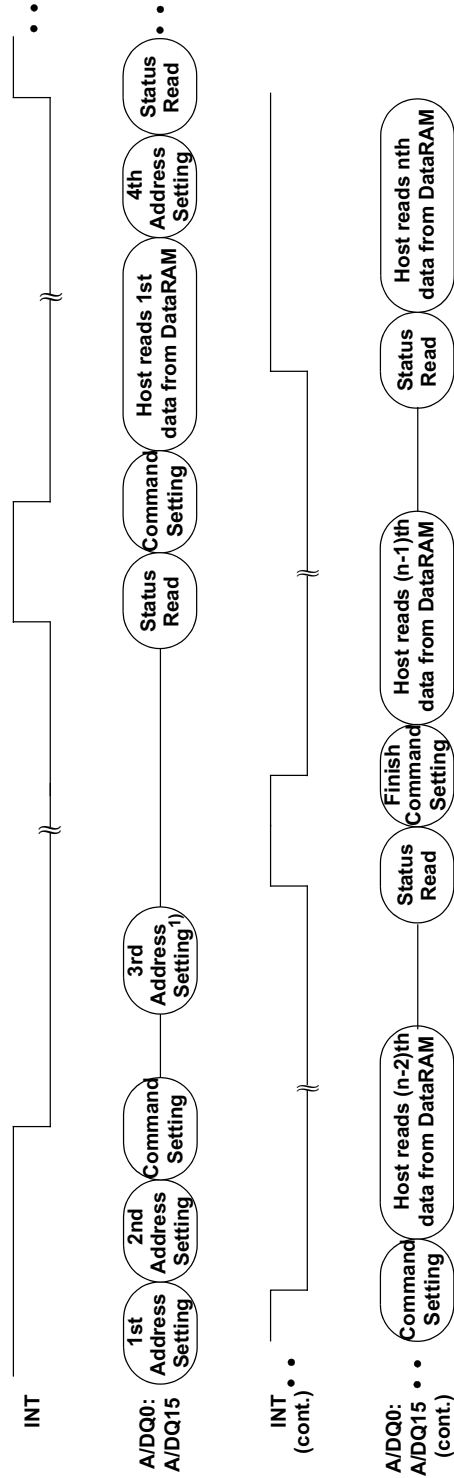 INT
• •
A/DQ0:
A/DQ15
1st
Address
Setting
2nd
Address
Setting
Command
Setting
3rd
Address
Setting1)
Status
Read
Command
Setting
Host reads 1st
data from DataRAM
4th
Address
Setting
Status
Read
• •
INT
(cont.)
• •
A/DQ0:
A/DQ15
(cont.)
• •
Command
Setting
Host reads (n-2)th
data from DataRAM
Status
Read
Finish
Command
Setting
Host reads (n-1)th
data from DataRAM
Status
Read
Host reads nth
data from DataRAM